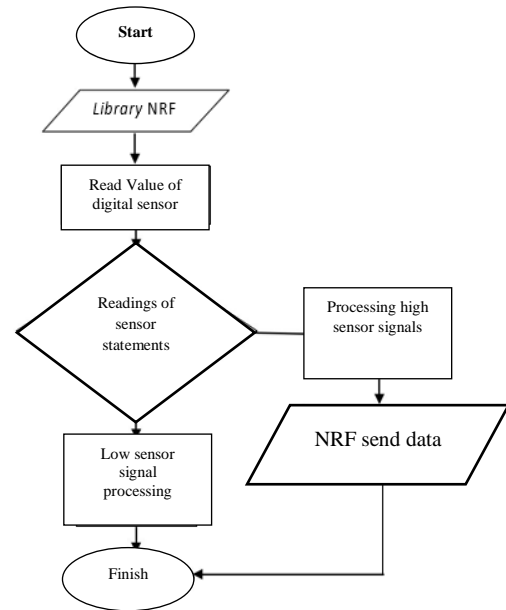 Start
Library NRF
Read Value of
digital sensor
Readings of
sensor
statements
Processing high
sensor signals
NRF send data
Low sensor
signal
processing
Finish